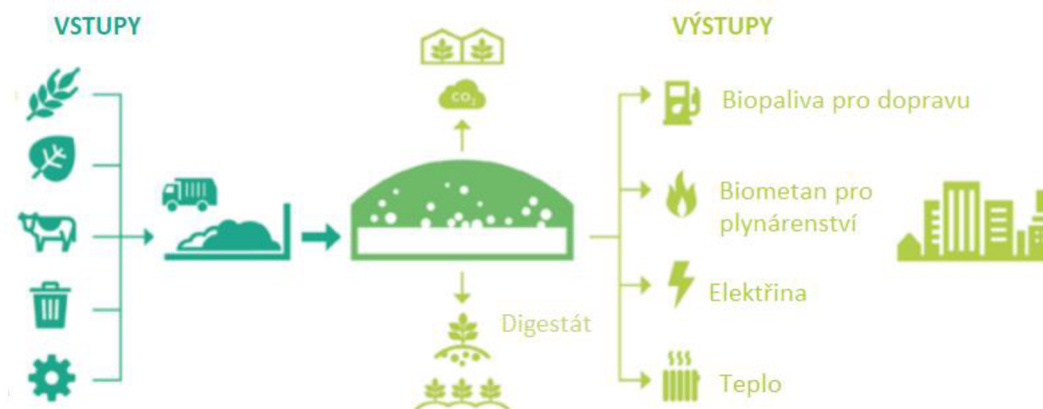 VSTUPY
VÝSTUPY
CO₂
Biopaliva pro dopravu
Biometan pro
plynárenství
Elektřina
Digestát
Teplo